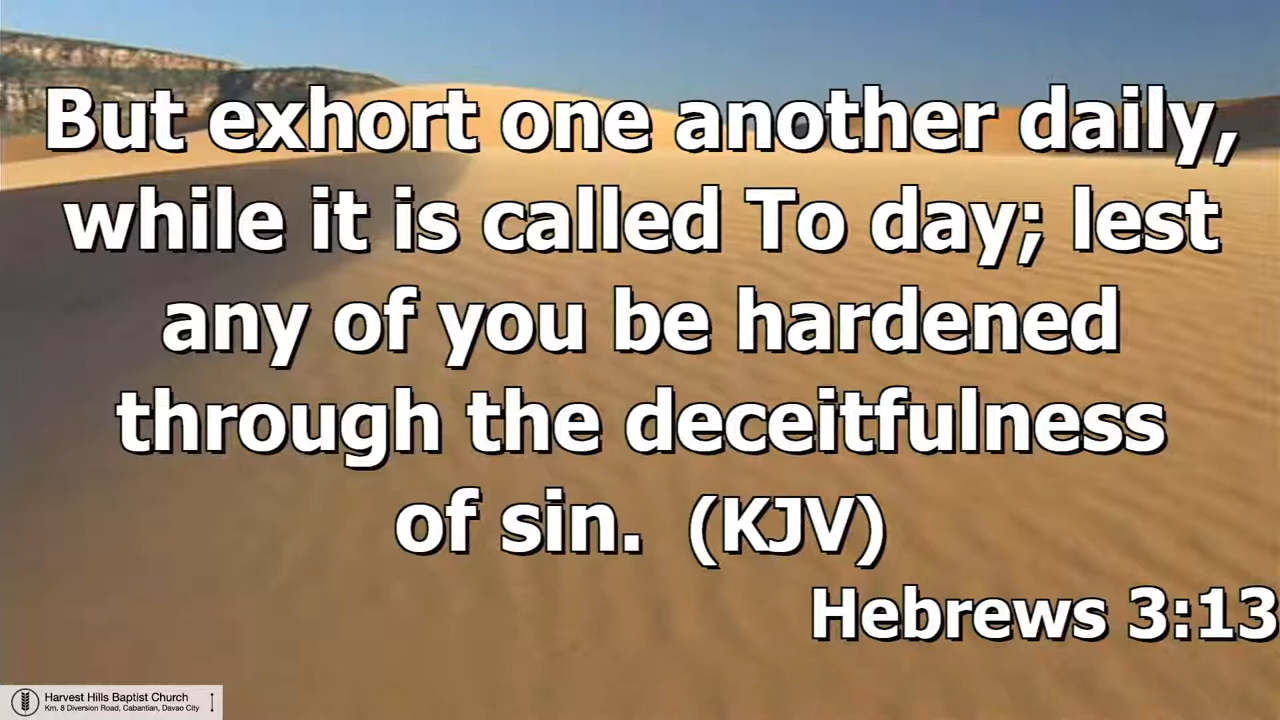 But exhort one another daily,
while it is called To day; lest
any of you be hardened
through the deceitfulness
of sin. (KJV)
Hebrews 3:13
Harvest Hills Baptist Church
Km. 8 Diversion Road, Cabantian, Davao City